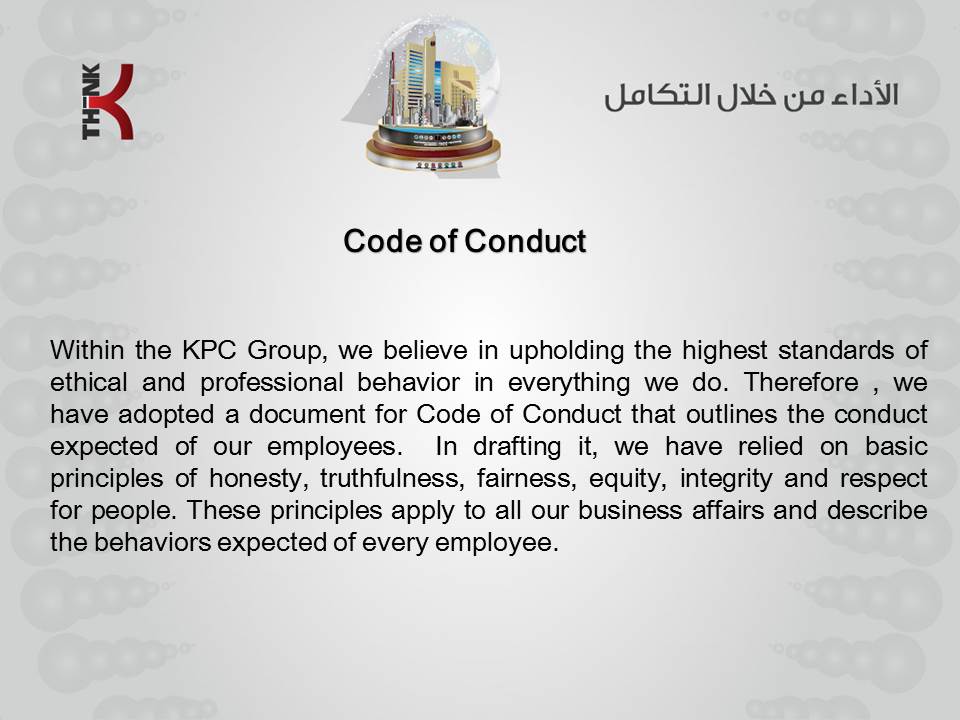 THINK
الأداء من خلال التكامل
Code of Conduct
Within the KPC Group, we believe in upholding the highest standards of
ethical and professional behavior in everything we do. Therefore , we
have adopted a document for Code of Conduct that outlines the conduct
expected of our employees.  In drafting it, we have relied on basic
principles of honesty, truthfulness, fairness, equity, integrity and respect
for people. These principles apply to all our business affairs and describe
the behaviors expected of every employee.